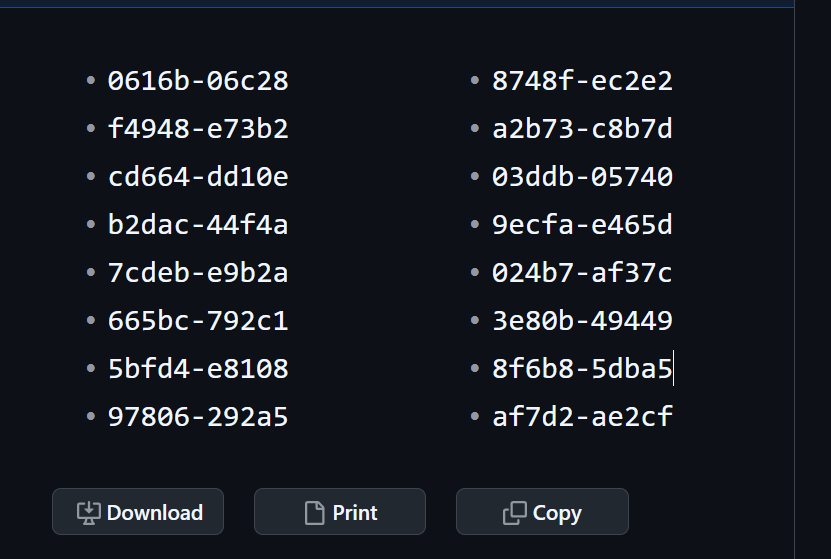 0616b-06c28
f4948-e73b2
cd664-dd10e
b2dac-44f4a
7cdeb-e9b2a
665bc-792c1
5bfd4-e8108
97806-292a5
8748f-ec2e2
a2b73-c8b7d
03ddb-05740
9ecfa-e465d
024b7-af37c
3e80b-49449
8f6b8-5dba5
af7d2-ae2cf
Download
Print
Copy